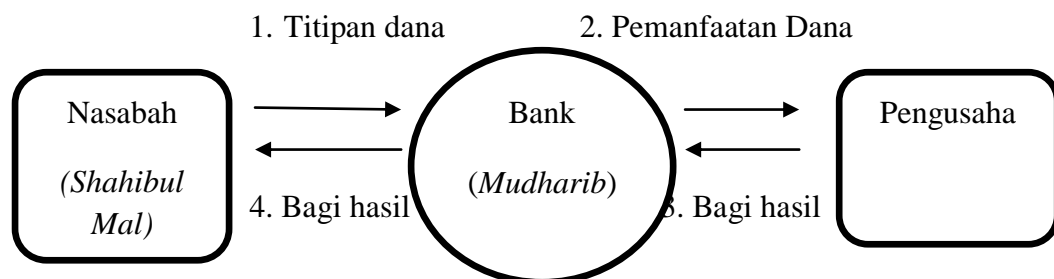 1. Titipan dana
2. Pemanfaatan Dana
Nasabah
(Shahibul
Mal)
Bank
(Mudharib)
Pengusaha
4. Bagi hasil
3. Bagi hasil